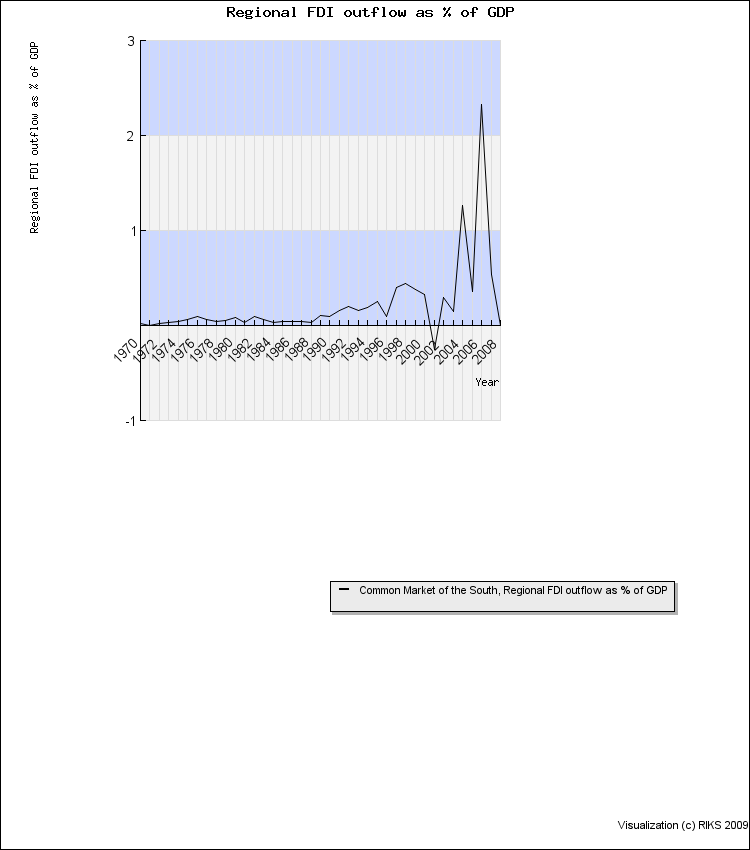 Regional FDI outflow as % of GDP
Regional FDI outflow as % of GDP
3
2
1
-1
1970 1972 1974 1976 1978 1980 1982 1984 1986 1988 1990 1992 1994 1996 1998 2000 2002 2004 2006 2008
Year
Common Market of the South, Regional FDI outflow as % of GDP
Visualization (c) RIKS 2009